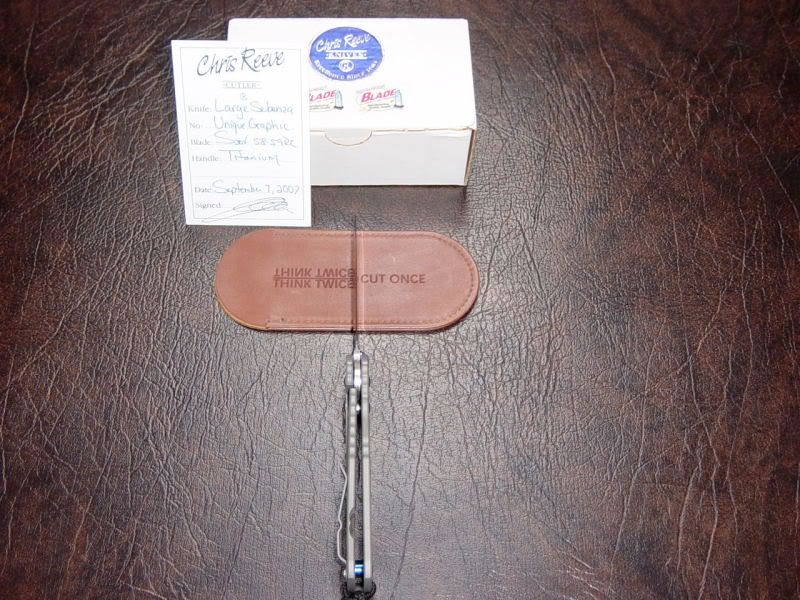 Chris Reeve
CUTLER
Knife: Large Sebenza
No: Unique Graphic
Blade: 58-59RC
Handle: Titanium
Date: September 7, 2007
Signed:
Chris Reeve
KNIVES
BLADE
BLADE
THINK TWICE
THINK TWICE CUT ONCE